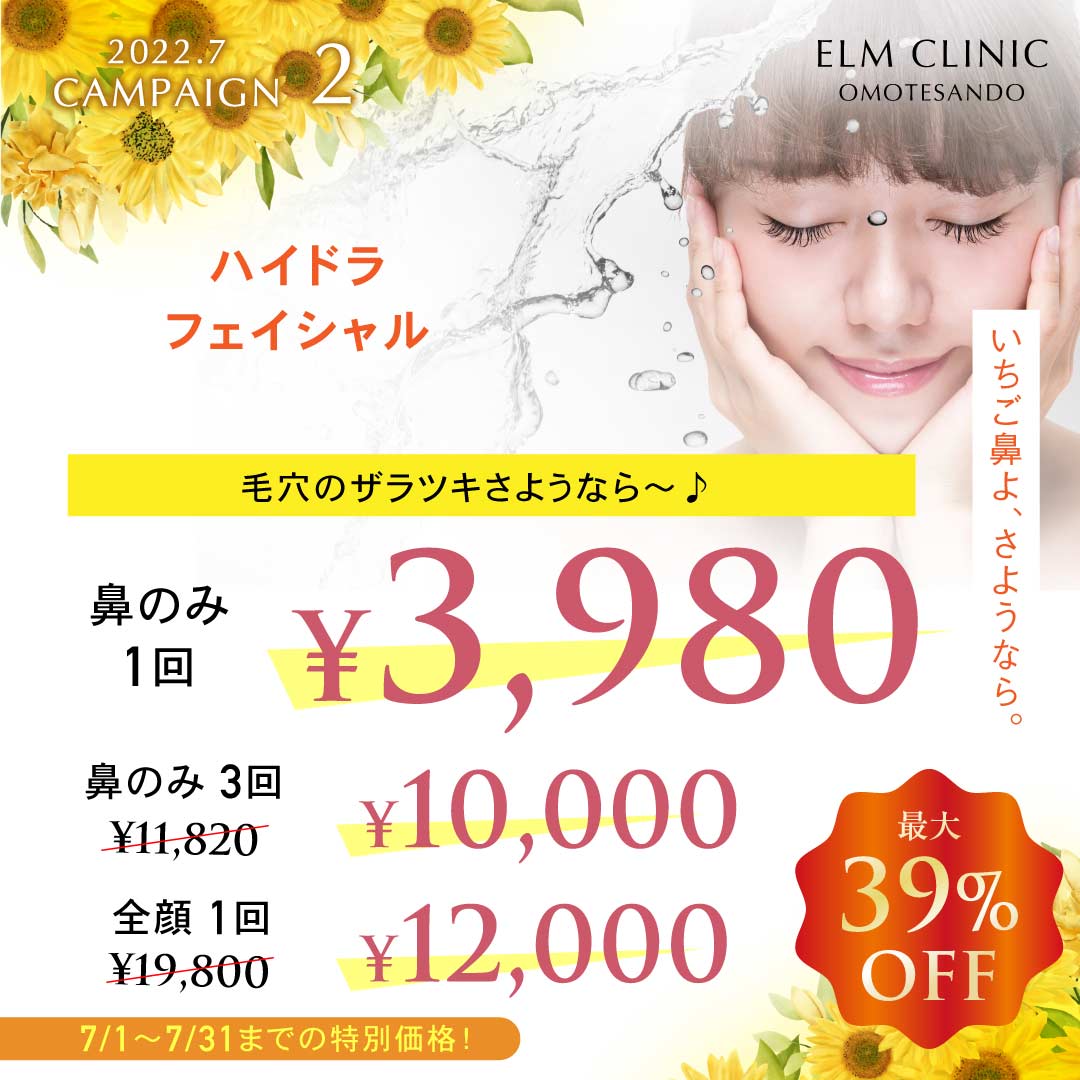 2022.7
CAMPAIGN 2
ELM CLINIC
OMOTESANDO
ハイドラ
フェイシャル
いちご鼻よ、さようなら。
毛穴のザラツキさようなら～♪
鼻のみ
1回
¥3,980
鼻のみ 3回
¥11,820
¥10,000
全顔 1回
¥19,800
¥12,000
最大
39%
OFF
7/1～7/31までの特別価格！